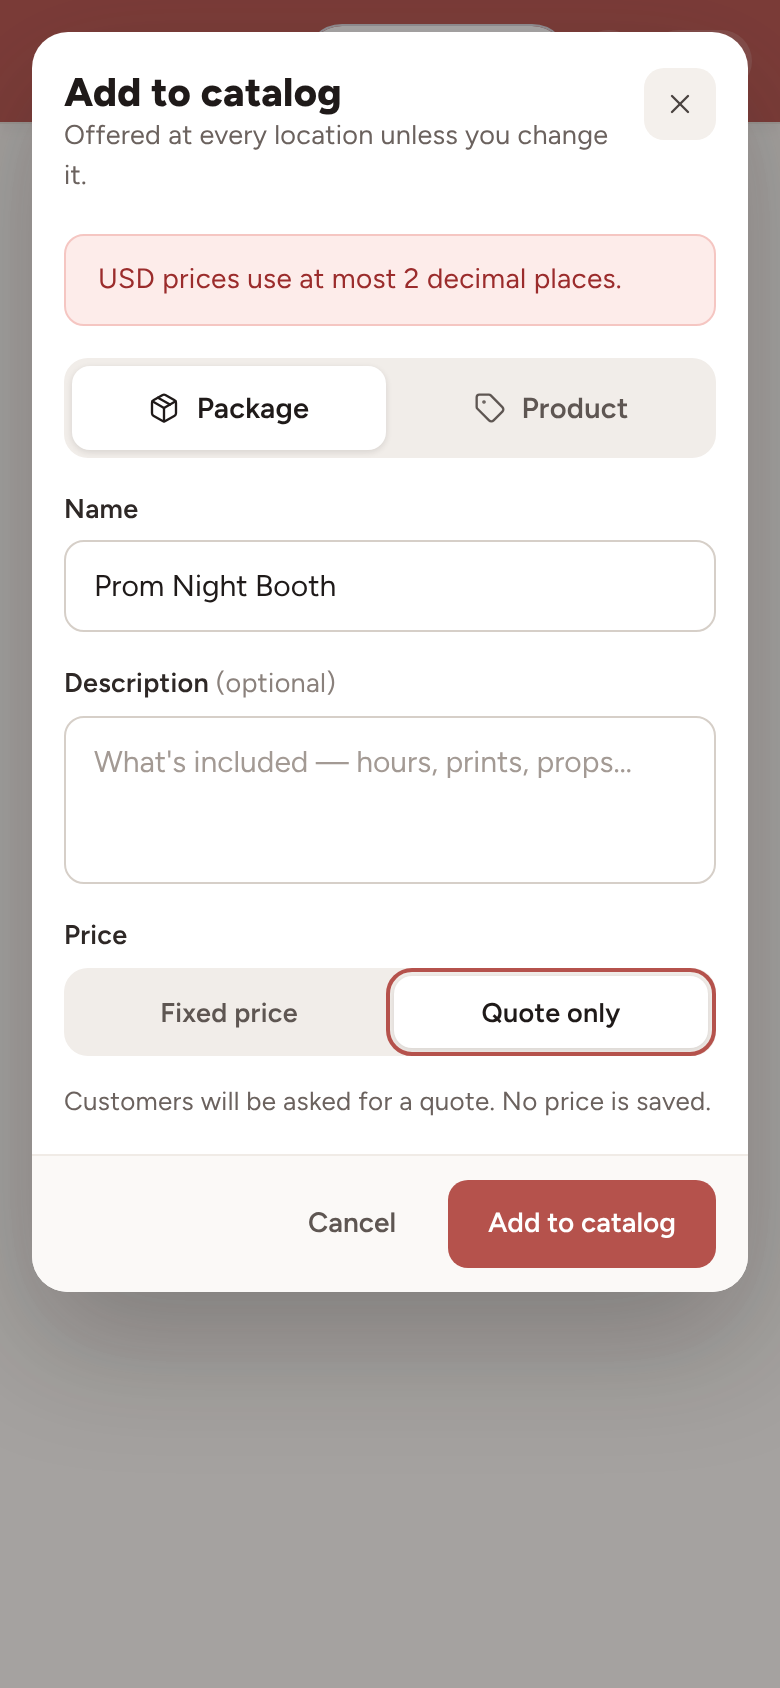 Add to catalog
Offered at every location unless you change
it.
USD prices use at most 2 decimal places.
Package
Product
Name
Prom Night Booth
Description (optional)
What's included — hours, prints, props...
Price
Fixed price
Quote only
Customers will be asked for a quote. No price is saved.
Cancel
Add to catalog